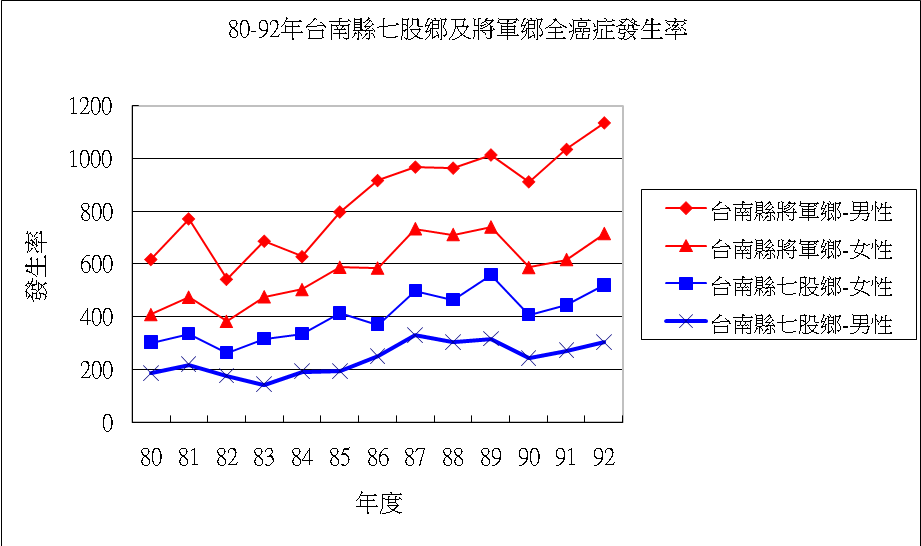 80-92年台南縣七股鄉及將軍鄉全癌症發生率
發生率
1200
1000
800
600
400
200
0
80 81 82 83 84 85 86 87 88 89 90 91 92
年度
台南縣將軍鄉-男性
台南縣將軍鄉-女性
台南縣七股鄉-女性
台南縣七股鄉-男性